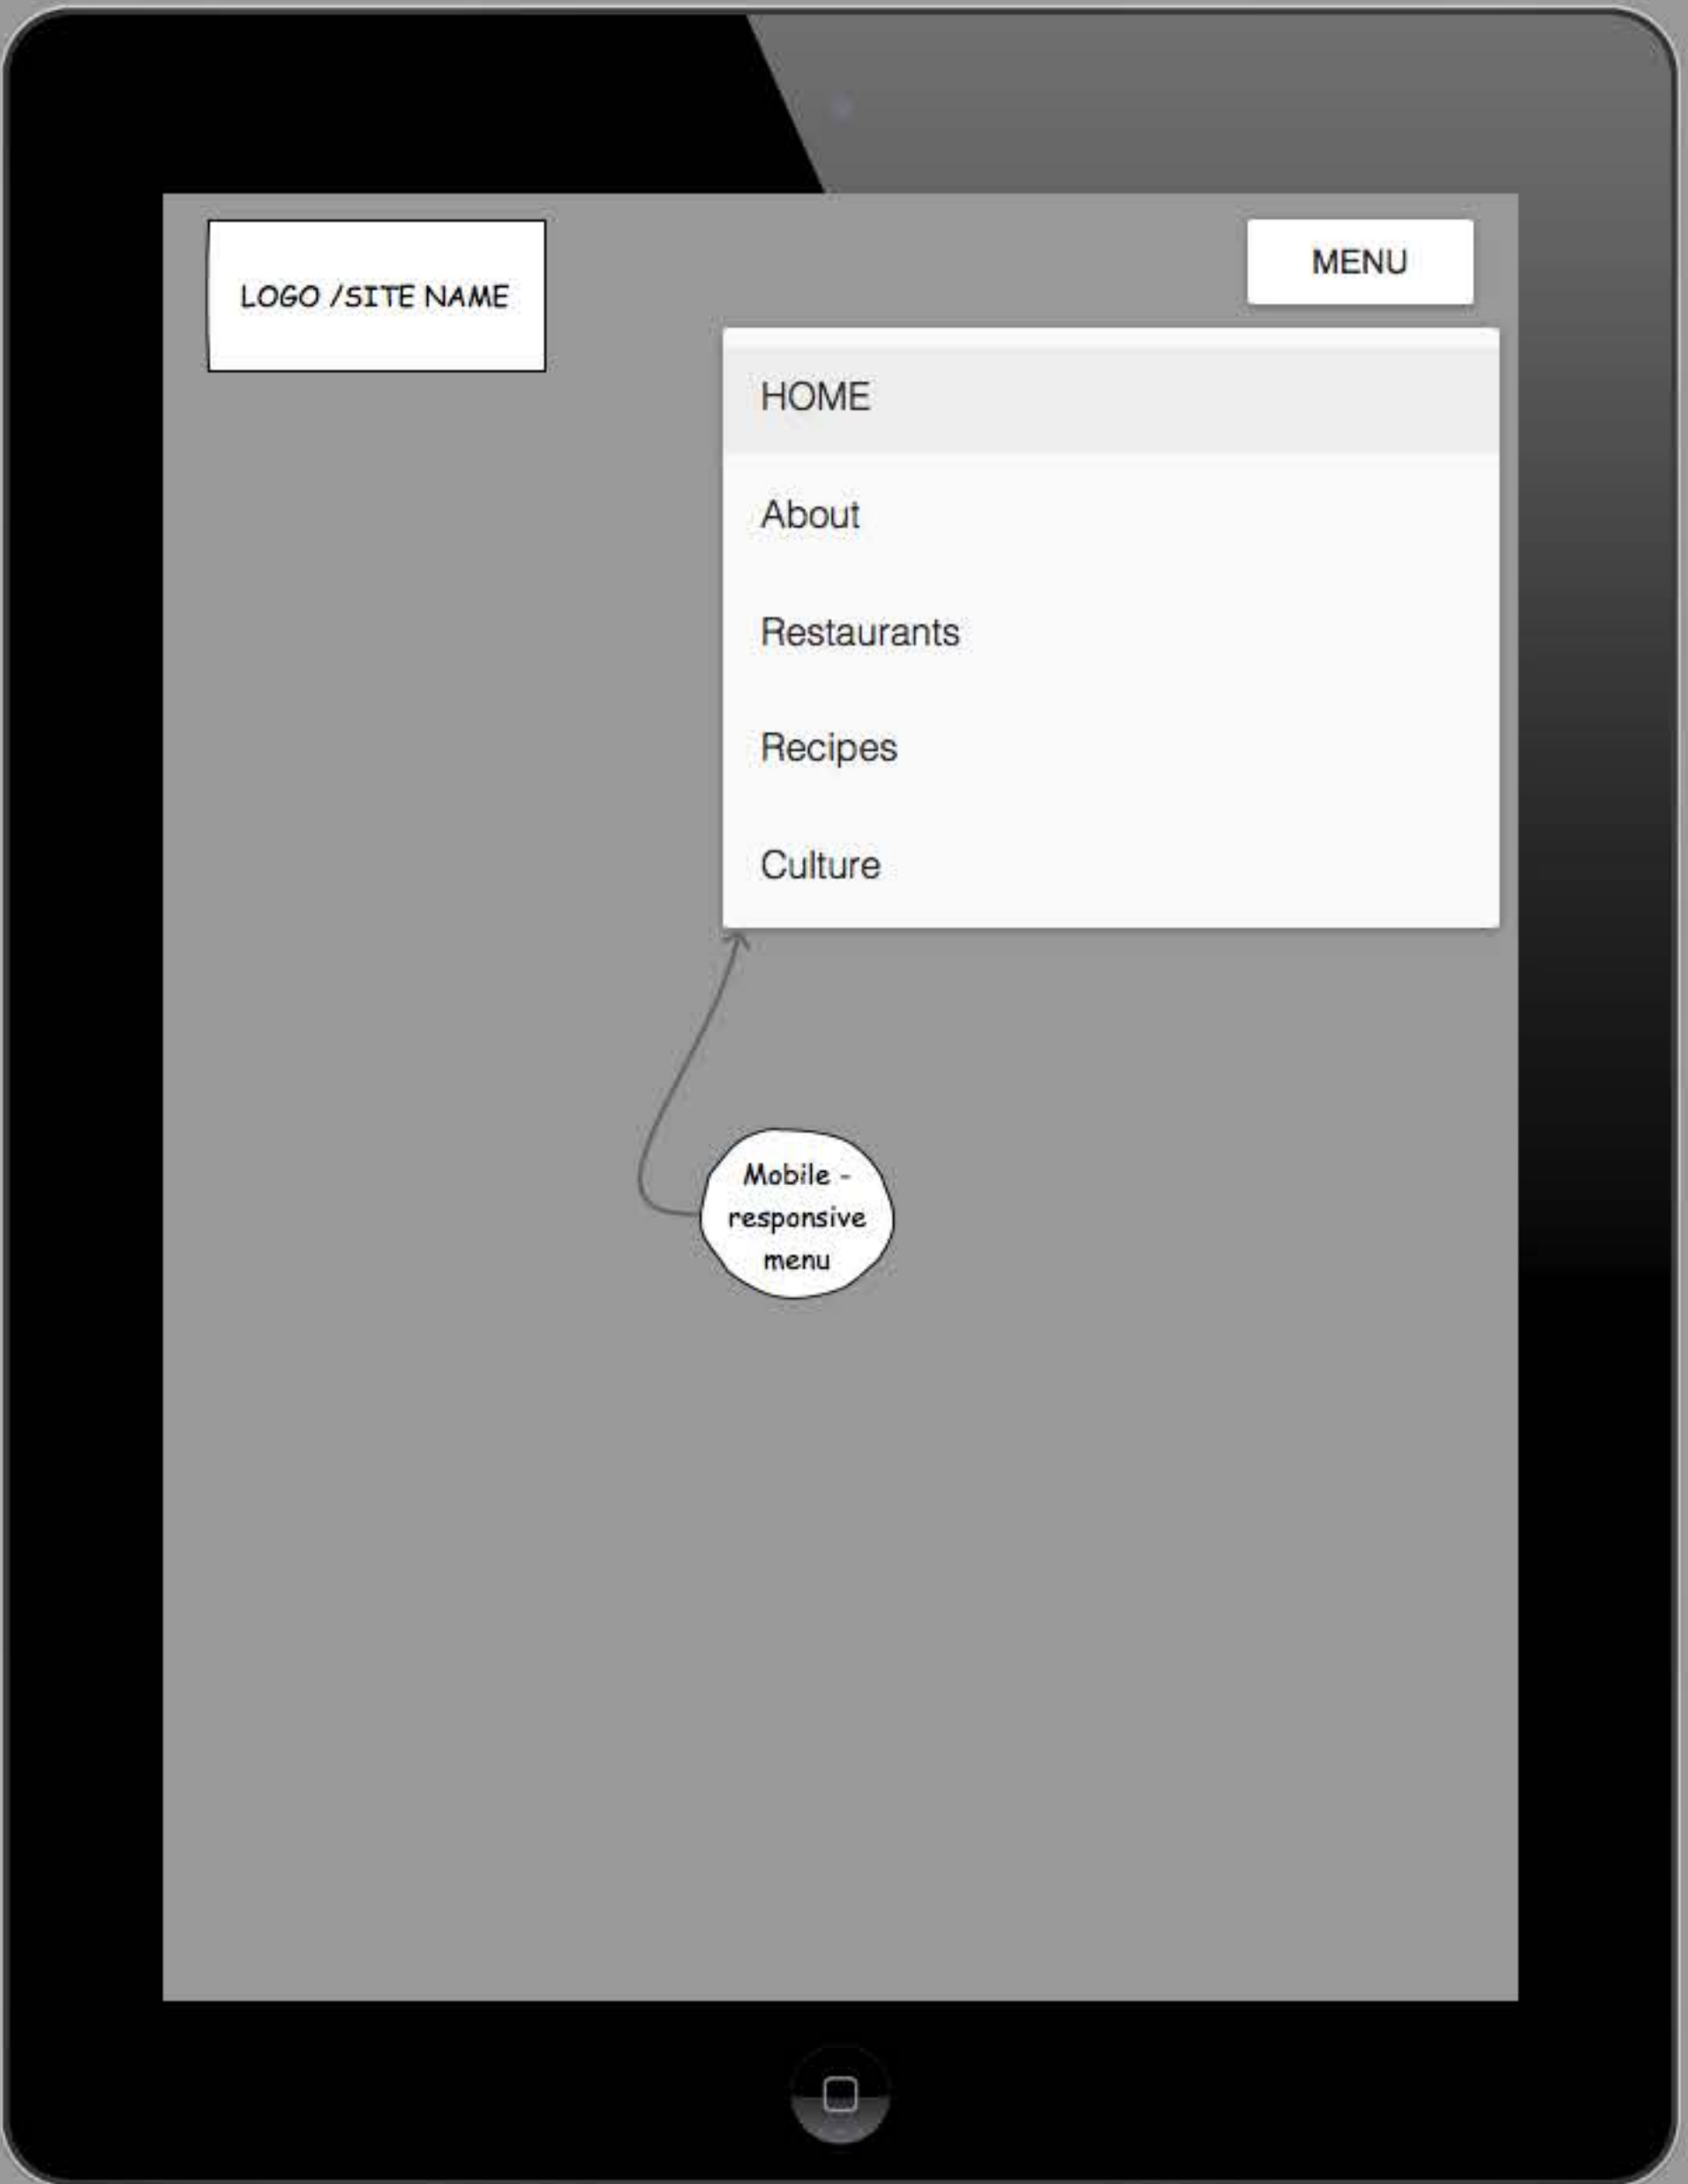 LOGO /SITE NAME
MENU
HOME
About
Restaurants
Recipes
Culture
Mobile -
responsive
menu